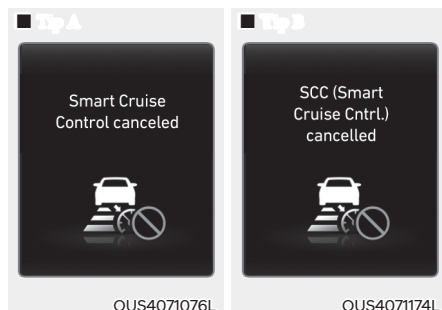 Smart Cruise
Control canceled
OUS4071076L
SCC (Smart
Cruise Cntrl.)
cancelled
OUS4071174L